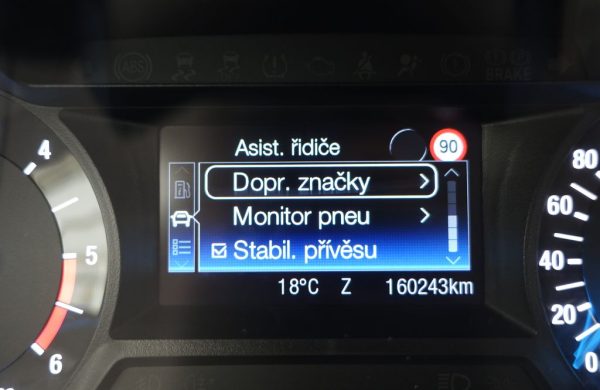 ABS
BRAKE
Asist. řidiče 90
Dopr. značky
Monitor pneu
Stabil. přívěsu
18°C Z 160243km
4
5
6
80
60
40
20
0